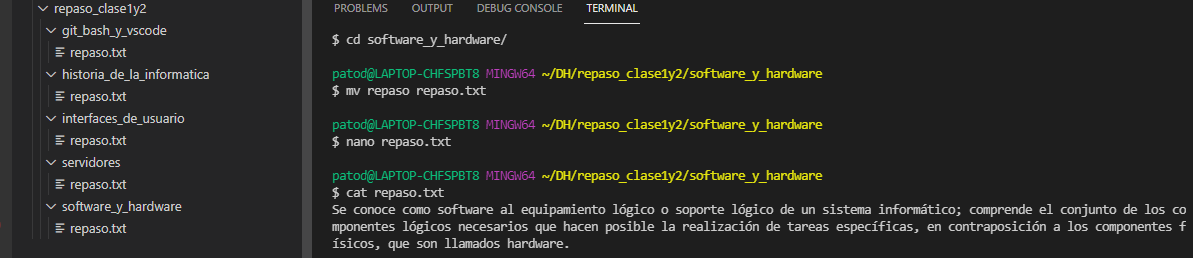 repaso_clase1y2
git_bash_y_vscode
repaso.txt
historia_de_la_informatica
repaso.txt
interfaces_de_usuario
repaso.txt
servidores
repaso.txt
software_y_hardware
repaso.txt
PROBLEMS OUTPUT DEBUG CONSOLE TERMINAL
$ cd software_y_hardware/
patod@LAPTOP-CHFSPBT8 MINGW64 ~/DH/repaso_clase1y2/software_y_hardware
$ mv repaso repaso.txt
patod@LAPTOP-CHFSPBT8 MINGW64 ~/DH/repaso_clase1y2/software_y_hardware
$ nano repaso.txt
patod@LAPTOP-CHFSPBT8 MINGW64 ~/DH/repaso_clase1y2/software_y_hardware
$ cat repaso.txt
Se conoce como software al equipamiento lógico o soporte lógico de un sistema informático; comprende el conjunto de los co
mponentes lógicos necesarios que hacen posible la realización de tareas específicas, en contraposición a los componentes f
ísicos, que son llamados hardware.